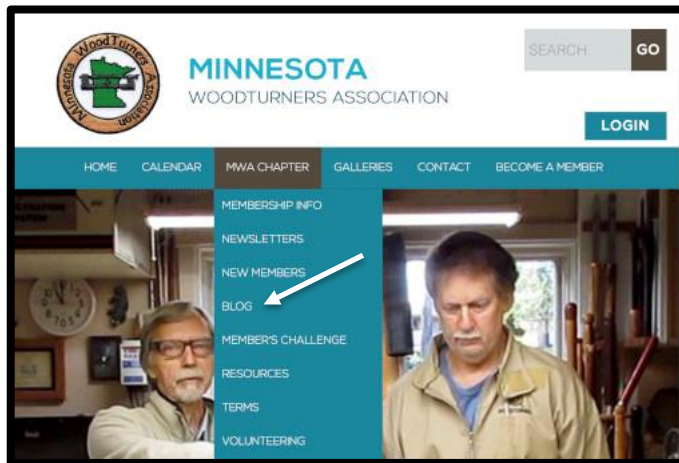 Minnesota WoodTurners Association
MINNESOTA
WOODTURNERS ASSOCIATION
SEARCH
GO
LOGIN
HOME
CALENDAR
MWA CHAPTER
GALLERIES
CONTACT
BECOME A MEMBER
MEMBERSHIP INFO
NEWSLETTERS
NEW MEMBERS
BLOG
MEMBER'S CHALLENGE
RESOURCES
TERMS
VOLUNTEERING